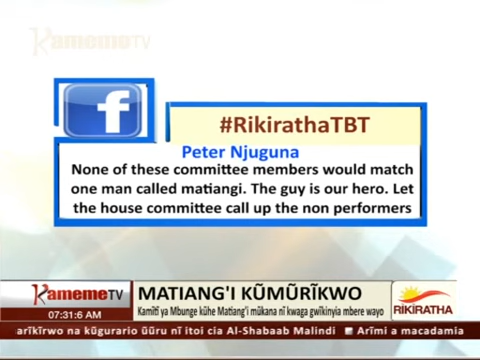 KamemeTV
f
#RikirathaTBT
Peter Njuguna
None of these committee members would match
one man called matiangi. The guy is our hero. Let
the house committee call up the non performers
KamemeTV
MATIANG'I KŨMŨRĨKWO
Kamĩtĩ ya Mbunge kũhe Matiang'i mũkana nĩ kwaga gwĩkinyia mbere wayo
RIKIRATHA
7:31:6 AM
arĩkĩrwo na kũgurario ũũru nĩ itoi cia Al-Shabaab Malindi ■ Arĩmi a macadamia